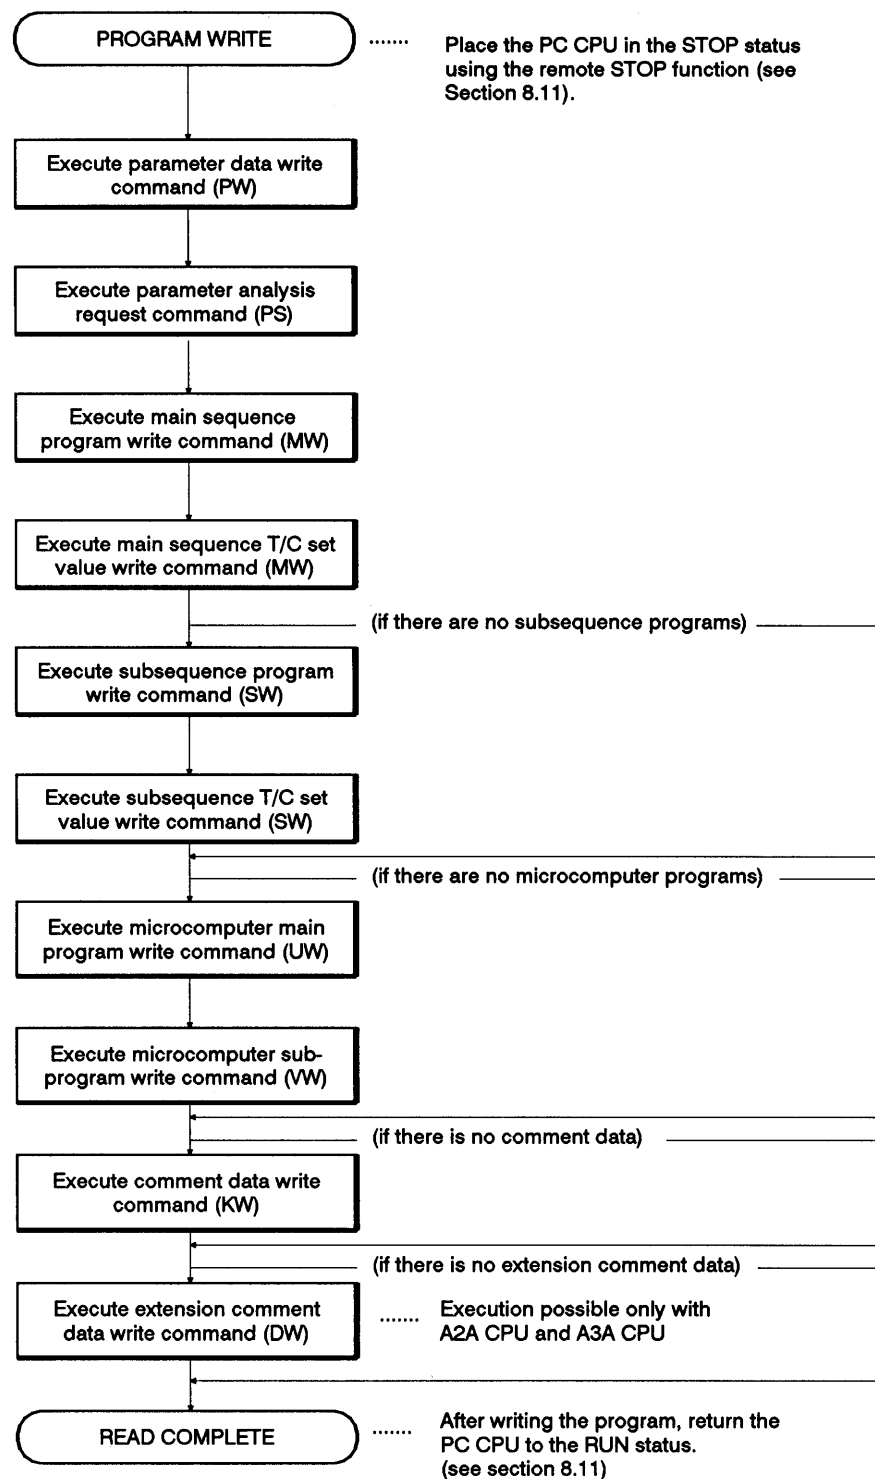 PROGRAM WRITE
.......
Place the PC CPU in the STOP status
using the remote STOP function (see
Section 8.11).
Execute parameter data write
command (PW)
Execute parameter analysis
request command (PS)
Execute main sequence
program write command (MW)
Execute main sequence T/C set
value write command (MW)
(if there are no subsequence programs)
Execute subsequence program
write command (SW)
Execute subsequence T/C set
value write command (SW)
(if there are no microcomputer programs)
Execute microcomputer main
program write command (UW)
Execute microcomputer sub-
program write command (VW)
(if there is no comment data)
Execute comment data write
command (KW)
(if there is no extension comment data)
Execute extension comment
data write command (DW)
.......
Execution possible only with
A2A CPU and A3A CPU
READ COMPLETE
.......
After writing the program, return the
PC CPU to the RUN status.
(see section 8.11)